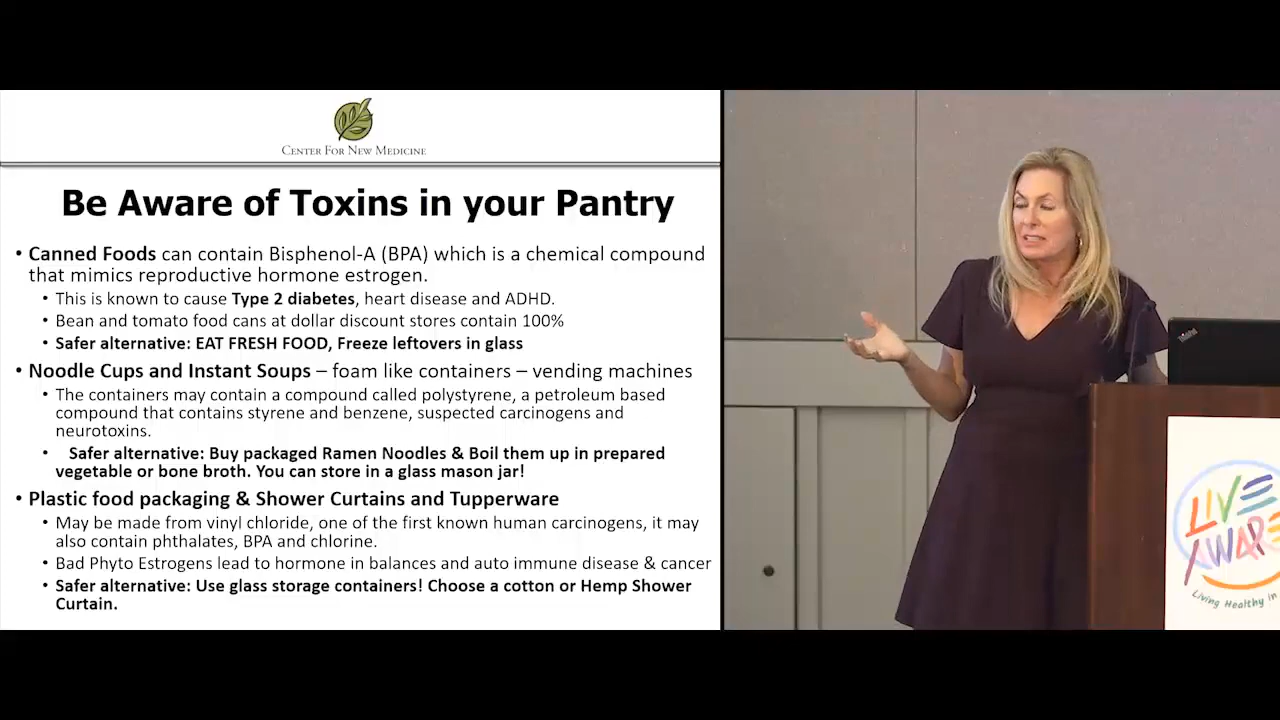 CENTER FOR NEW MEDICINE
Be Aware of Toxins in your Pantry
• Canned Foods can contain Bisphenol-A (BPA) which is a chemical compound
that mimics reproductive hormone estrogen.
• This is known to cause Type 2 diabetes, heart disease and ADHD.
• Bean and tomato food cans at dollar discount stores contain 100%
• Safer alternative: EAT FRESH FOOD, Freeze leftovers in glass
• Noodle Cups and Instant Soups – foam like containers – vending machines
• The containers may contain a compound called polystyrene, a petroleum based
compound that contains styrene and benzene, suspected carcinogens and
neurotoxins.
• Safer alternative: Buy packaged Ramen Noodles & Boil them up in prepared
vegetable or bone broth. You can store in a glass mason jar!
• Plastic food packaging & Shower Curtains and Tupperware
• May be made from vinyl chloride, one of the first known human carcinogens, it may
also contain phthalates, BPA and chlorine.
• Bad Phyto Estrogens lead to hormone in balances and auto immune disease & cancer
• Safer alternative: Use glass storage containers! Choose a cotton or Hemp Shower
Curtain.
ThinkPad
LIVE
AWARE
Living Healthy in